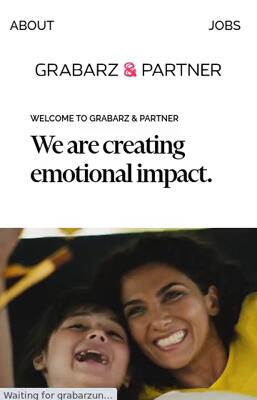 ABOUT JOBS
GRABARZ & PARTNER
WELCOME TO GRABARZ & PARTNER
We are creating
emotional impact.
Waiting for grabarzun...